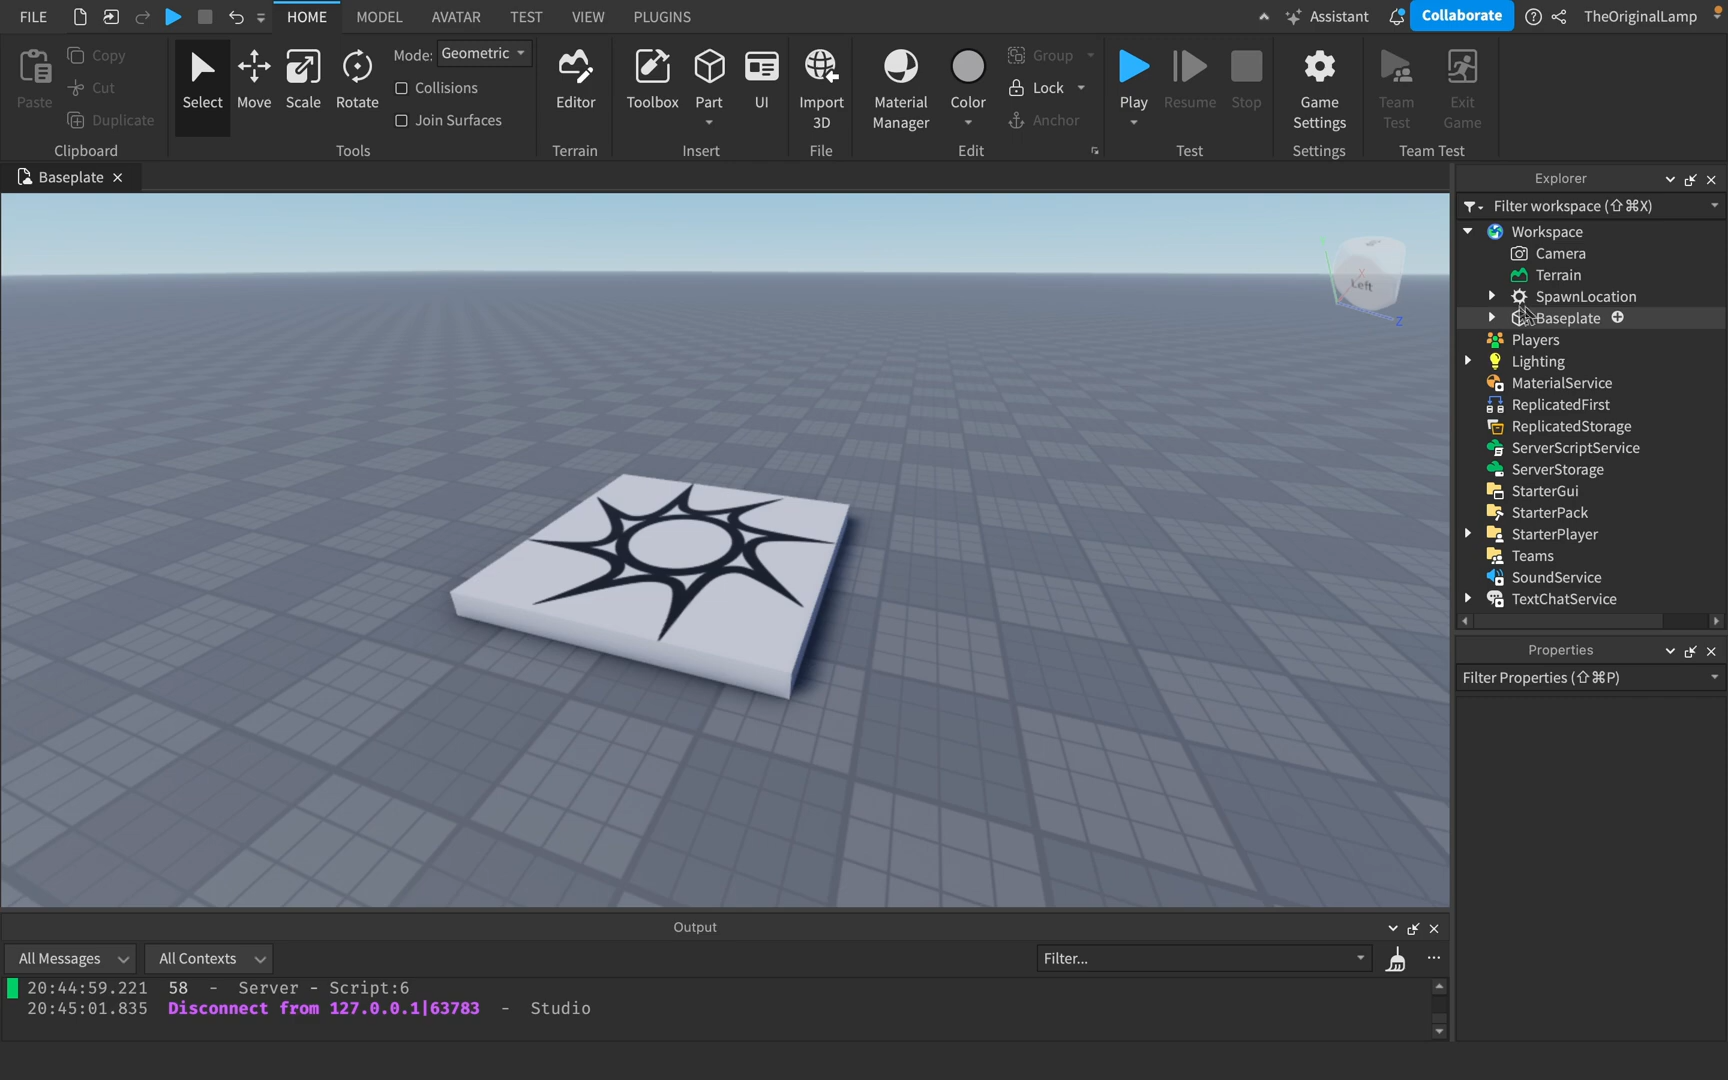 FILE HOME MODEL AVATAR TEST VIEW PLUGINS Assistant Collaborate TheOriginalLamp
Paste Copy Cut Duplicate Clipboard
Select Move Scale Rotate Mode: Geometric Collisions Join Surfaces Tools
Editor Terrain
Toolbox Part UI Insert
Import 3D File
Material Manager Color Group Lock Anchor Edit
Play Resume Stop Test
Game Settings Settings
Team Test Exit Game Team Test
Baseplate
Left
X
Z
Explorer
Filter workspace (⇧⌘X)
Workspace
Camera
Terrain
SpawnLocation
Baseplate
Players
Lighting
MaterialService
ReplicatedFirst
ReplicatedStorage
ServerScriptService
ServerStorage
StarterGui
StarterPack
StarterPlayer
Teams
SoundService
TextChatService
Properties
Filter Properties (⇧⌘P)
Output
All Messages All Contexts Filter...
20:44:59.221 58 - Server - Script:6
20:45:01.835 Disconnect from 127.0.0.1|63783 - Studio